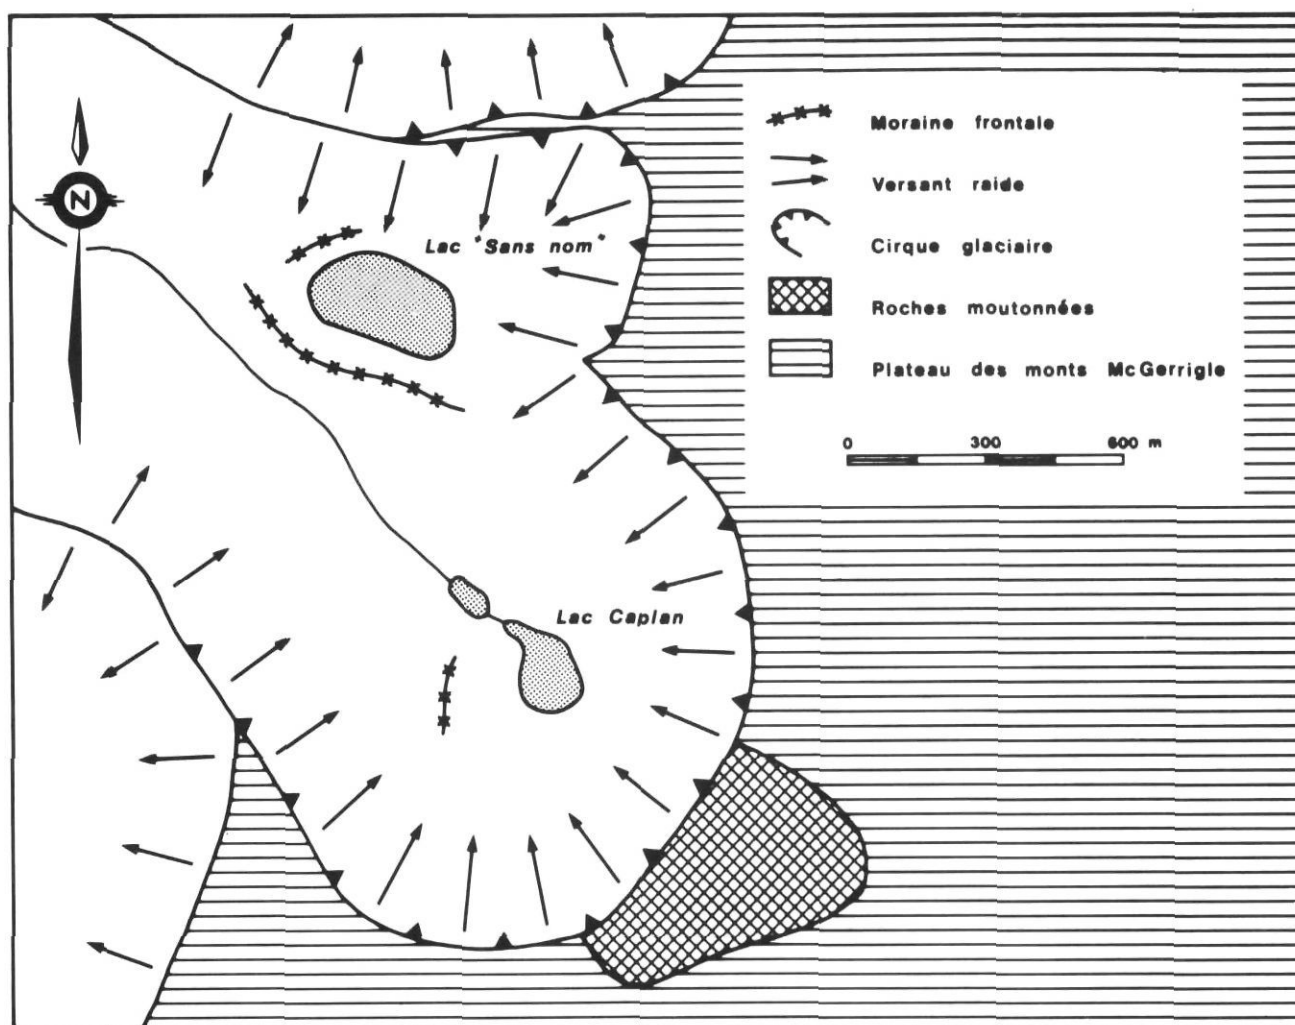 Moraine frontale
Versant raide
Cirque glaciaire
Roches moutonnées
Plateau des monts McGerrigle
0 300 600 m
N
Lac "Sans nom"
Lac Caplan